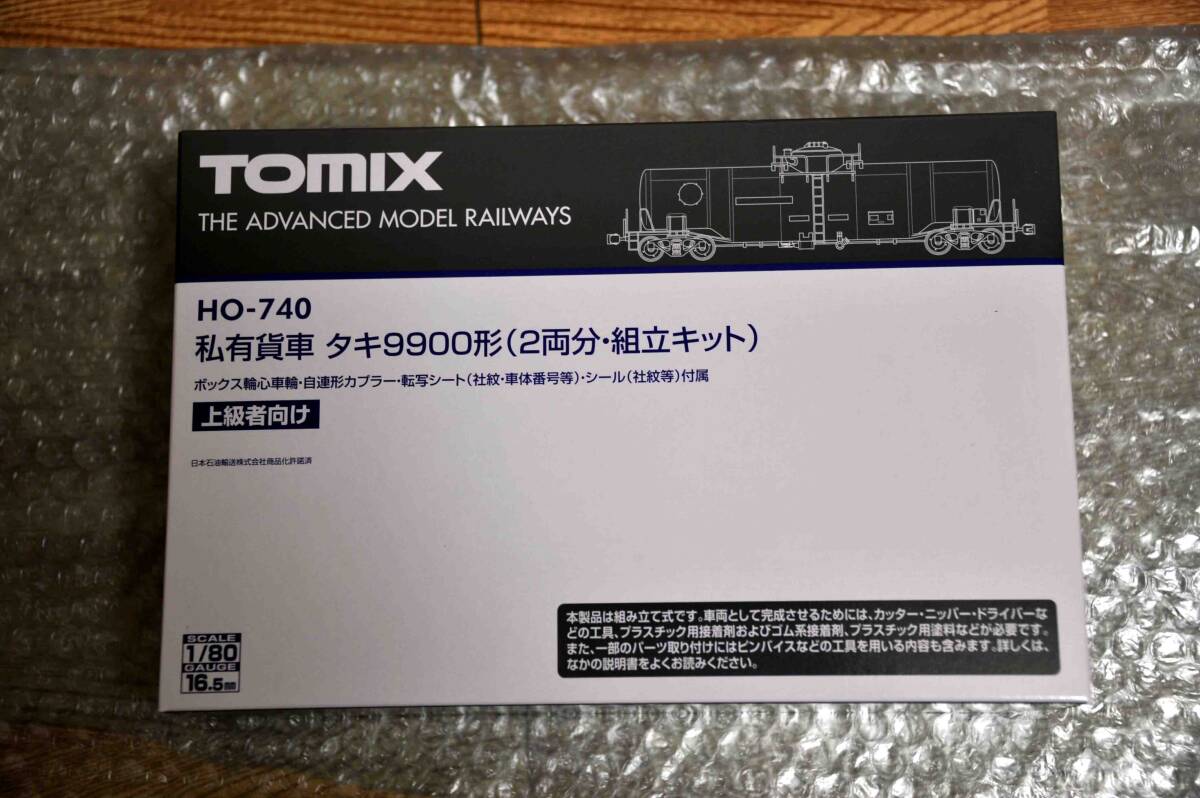 TOMIX
THE ADVANCED MODEL RAILWAYS
HO-740
私有貨車 タキ9900形(2両分・組立キット)
ボックス輪心車輪・自連形カプラー・転写シート(社紋・車体番号等)・シール(社紋等)付属
上級者向け
日本石油輸送株式会社商品化許諾済
本製品は組み立て式です。車両として完成させるためには、カッター・ニッパー・ドライバーな
どの工具、プラスチック用接着剤およびゴム系接着剤、プラスチック用塗料などが必要です。
また、一部のパーツ取り付けにはピンバイスなどの工具を用いる内容も含みます。詳しくは、
なかの説明書をよくお読みください。
SCALE
1/80
GAUGE
16.5mm